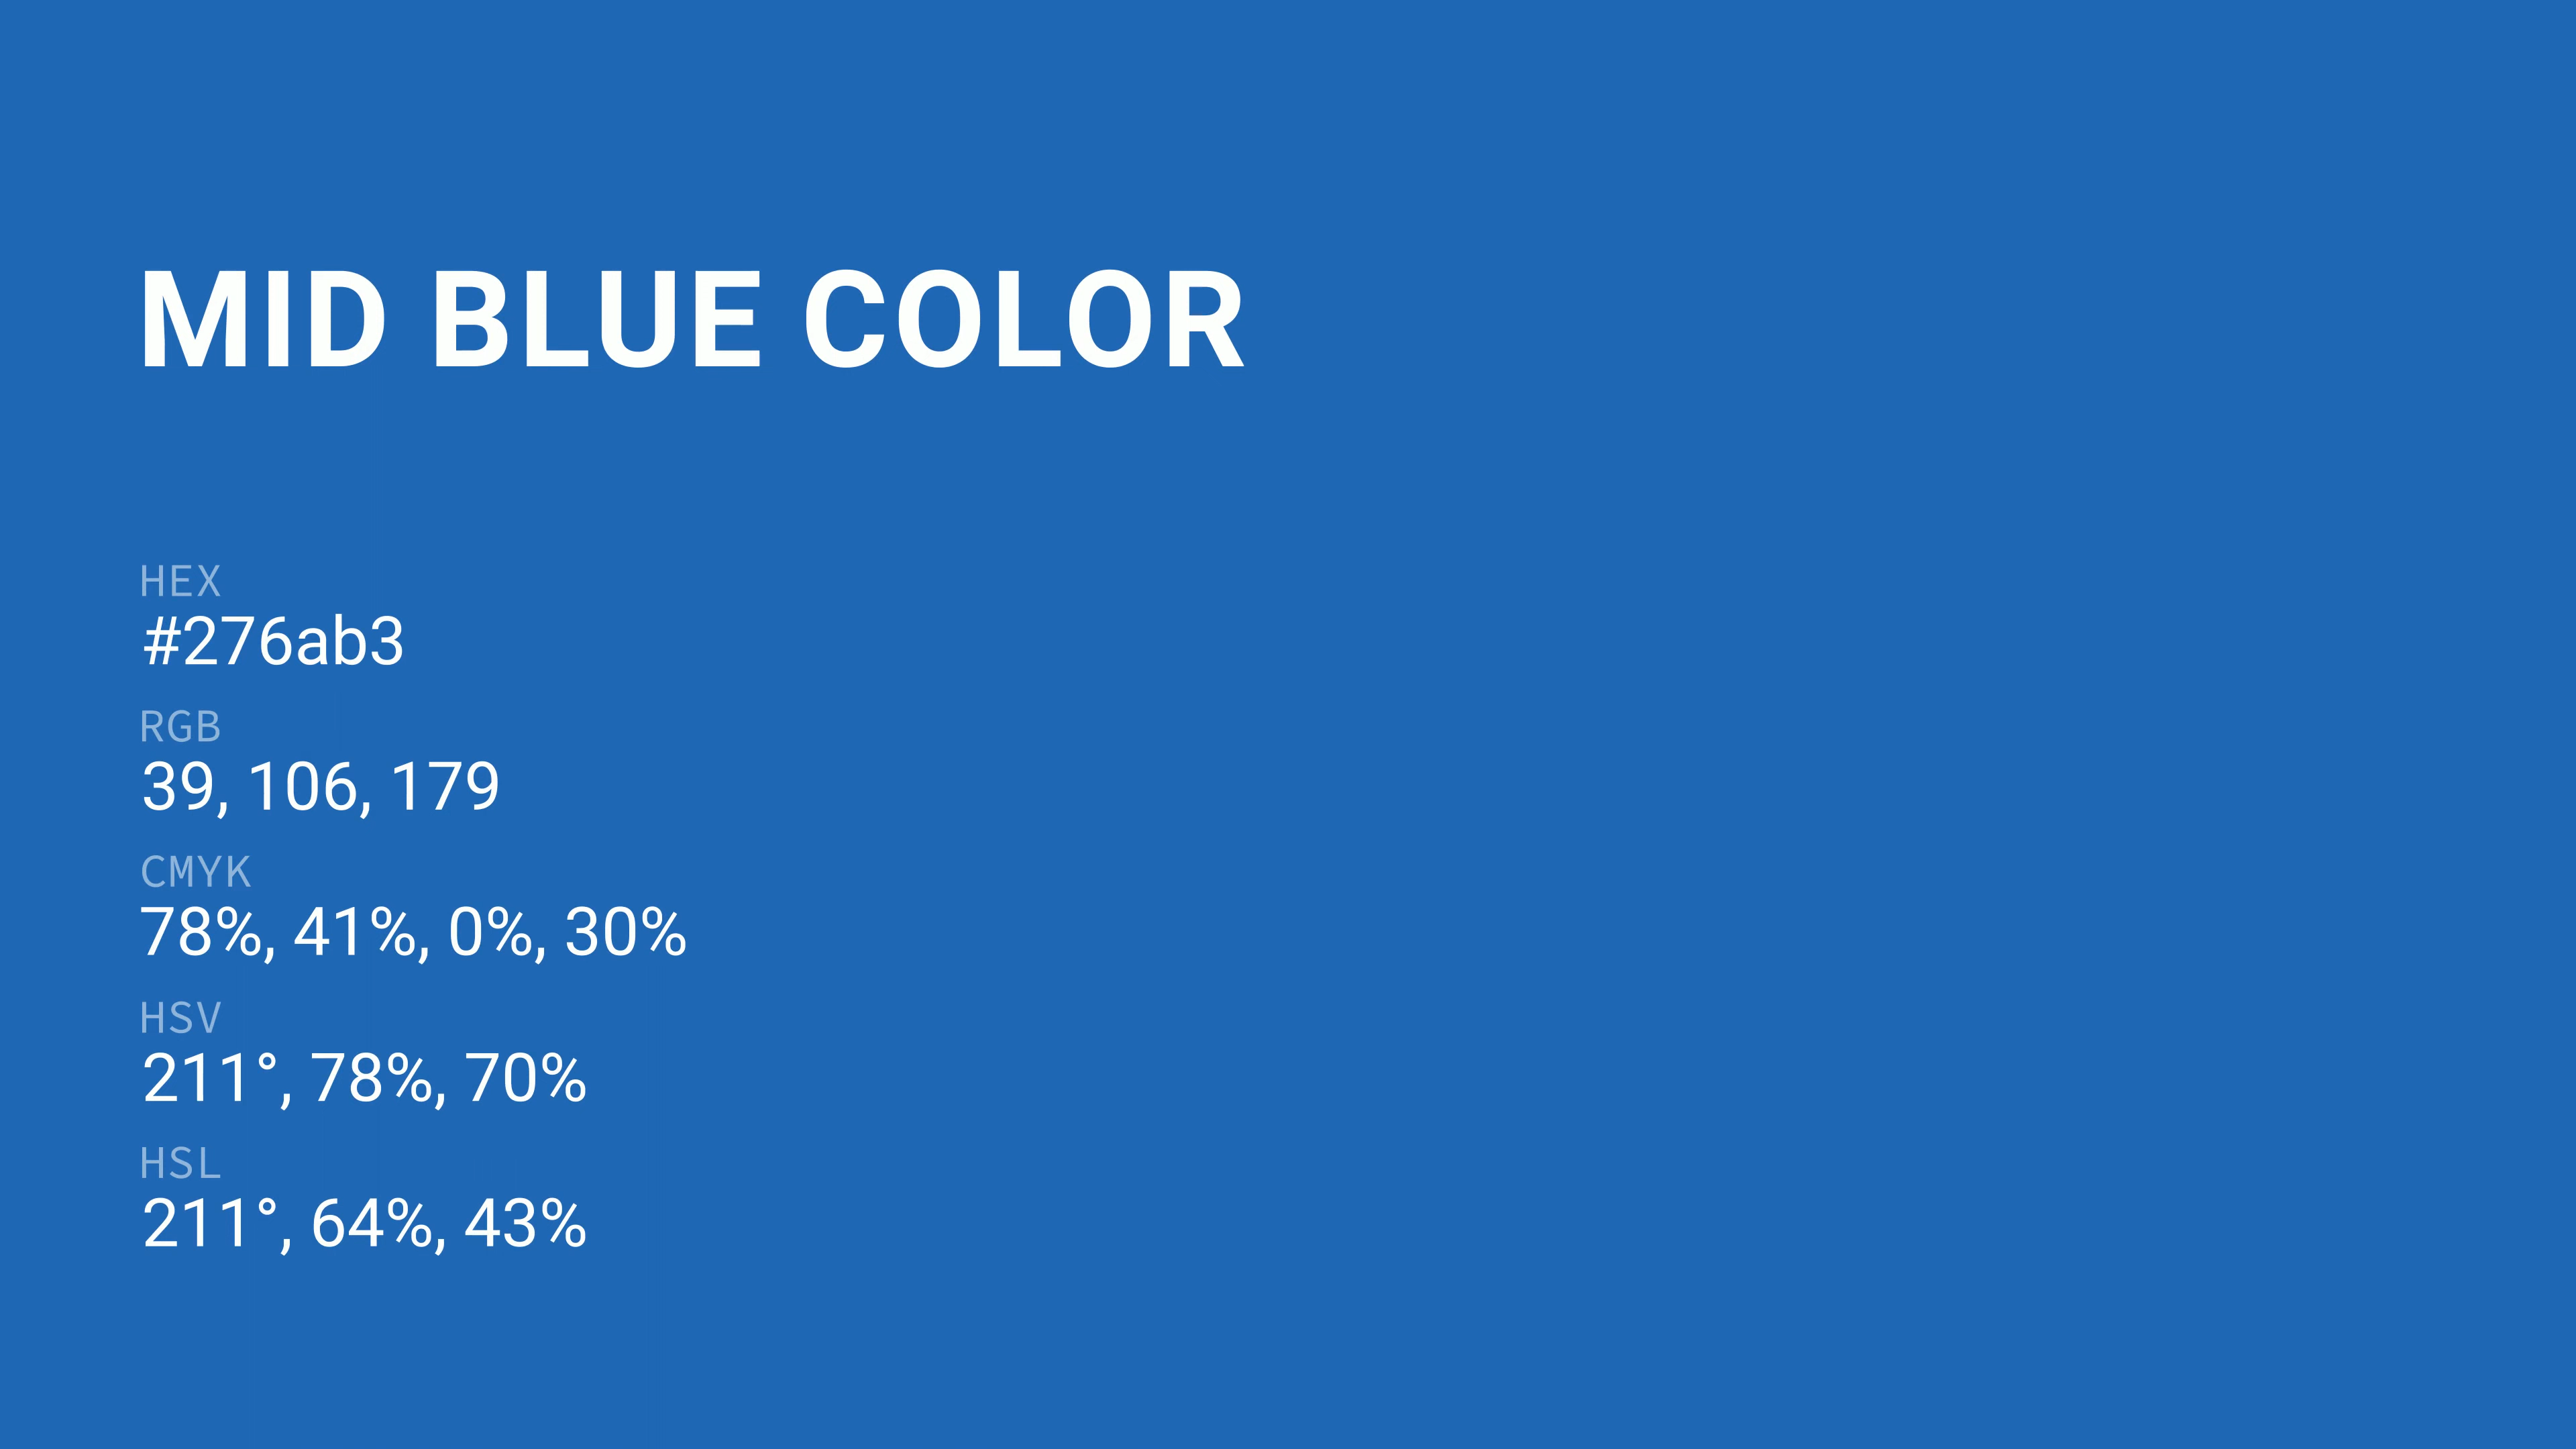 MID BLUE COLOR
HEX
#276ab3
RGB
39, 106, 179
CMYK
78%, 41%, 0%, 30%
HSV
211°, 78%, 70%
HSL
211°, 64%, 43%